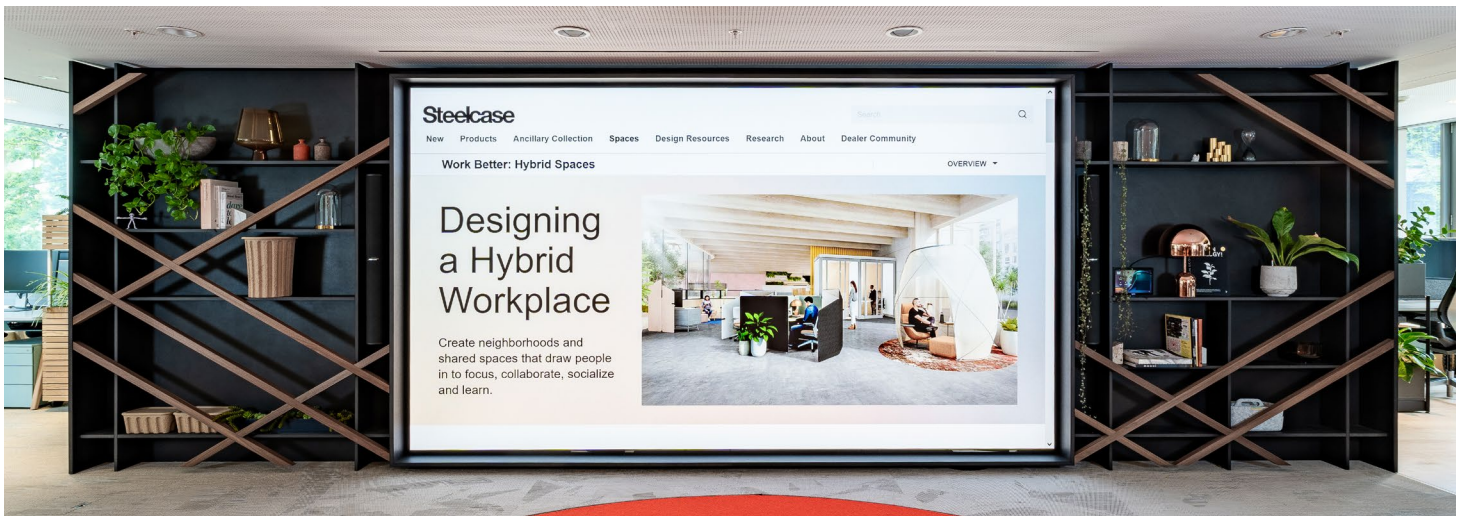 Steelcase
Search
New Products Ancillary Collection Spaces Design Resources Research About Dealer Community
Work Better: Hybrid Spaces
OVERVIEW
Designing
a Hybrid
Workplace
Create neighborhoods and
shared spaces that draw people
in to focus, collaborate, socialize
and learn.